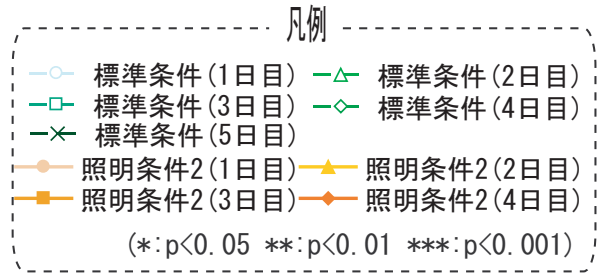 凡例
標準条件(1日目) 標準条件(2日目)
標準条件(3日目) 標準条件(4日目)
標準条件(5日目)
照明条件2(1日目) 照明条件2(2日目)
照明条件2(3日目) 照明条件2(4日目)
(*:p<0.05 **:p<0.01 ***:p<0.001)